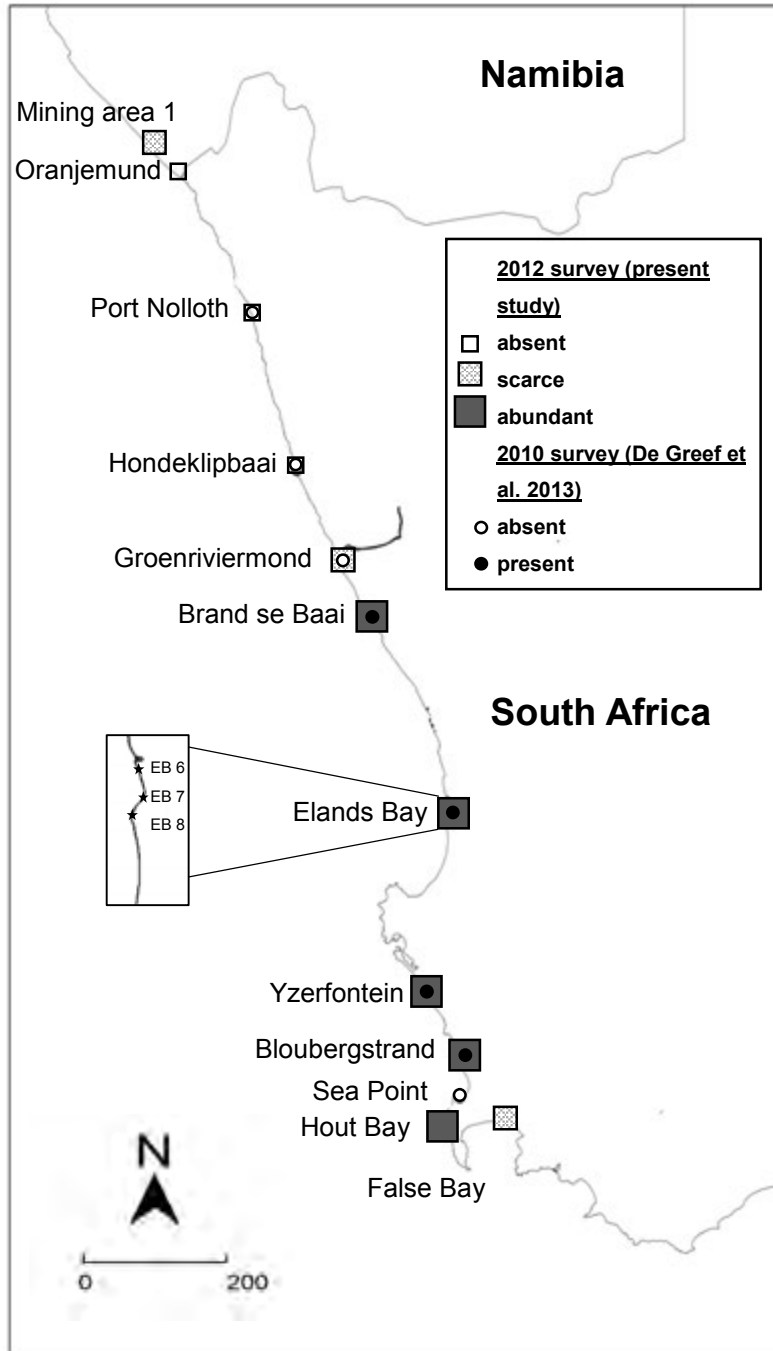 Namibia
Mining area 1
Oranjemund
2012 survey (present
study)
absent
scarce
abundant
2010 survey (De Greef et
al. 2013)
absent
present
Port Nolloth
Hondeklipbaai
Groenriviermond
Brand se Baai
South Africa
EB 6
EB 7
EB 8
Elands Bay
Yzerfontein
Bloubergstrand
Sea Point
Hout Bay
False Bay
N
0 200